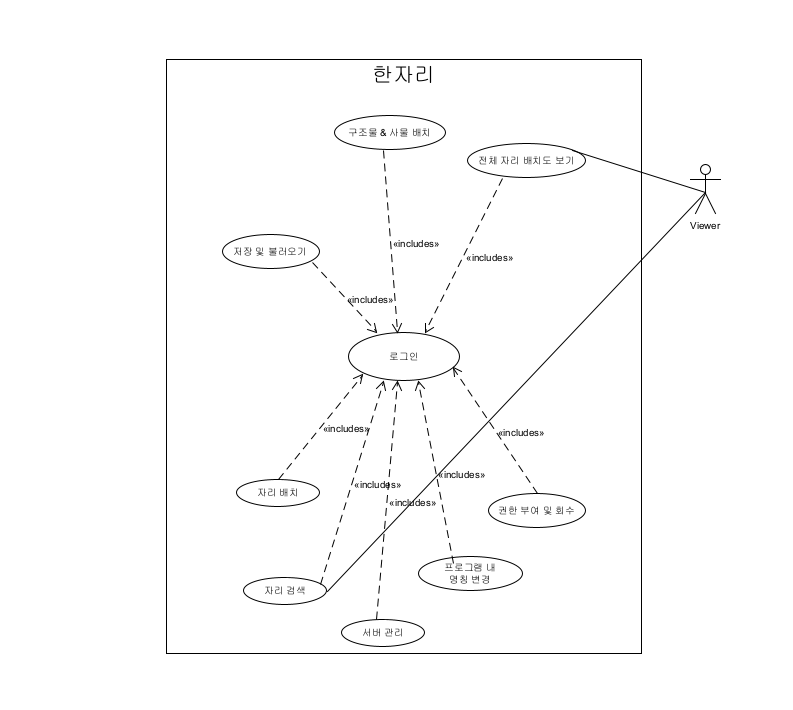 한자리
구조물 & 사물 배치
전체 자리 배치도 보기
Viewer
저장 및 불러오기
«includes»
«includes»
«includes»
로그인
«includes»
«includes»
«includes»
«includes»
«includes»
자리 배치
권한 부여 및 회수
프로그램 내
명칭 변경
자리 검색
서버 관리